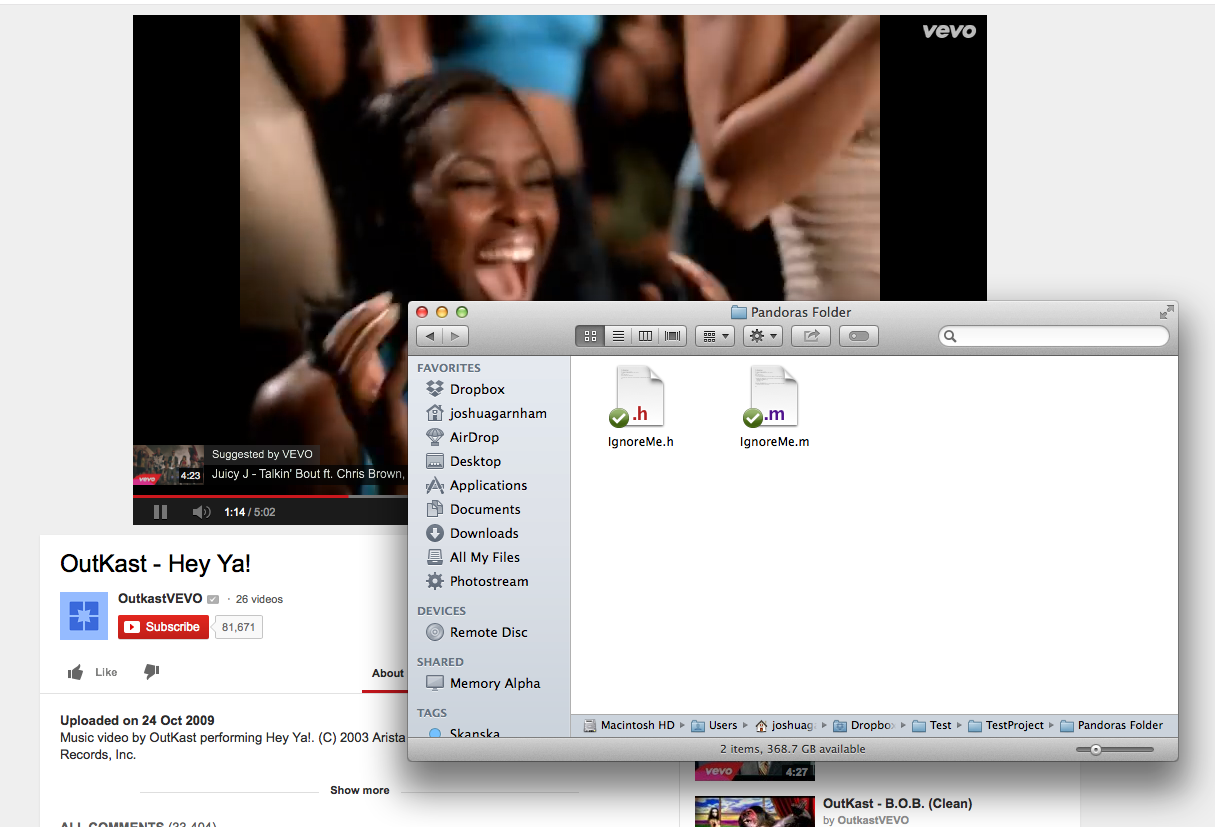 vevo
Suggested by VEVO
Juicy J - Talkin' Bout ft. Chris Brown,
vevo
4:23
1:14 / 5:02
OutKast - Hey Ya!
OutkastVEVO · 26 videos
Subscribe 81,671
Like
About
Uploaded on 24 Oct 2009
Music video by OutKast performing Hey Ya!. (C) 2003 Arista
Records, Inc.
Show more
ALL COMMENTS (33,404)
Pandoras Folder
FAVORITES
Dropbox
joshuagarnham
AirDrop
Desktop
Applications
Documents
Downloads
All My Files
Photostream
DEVICES
Remote Disc
SHARED
Memory Alpha
TAGS
Skanska
.h
.m
IgnoreMe.h
IgnoreMe.m
Macintosh HD Users joshuag Dropbo Test TestProject Pandoras Folder
2 items, 368.7 GB available
vevo
4:27
OutKast - B.O.B. (Clean)
by OutkastVEVO